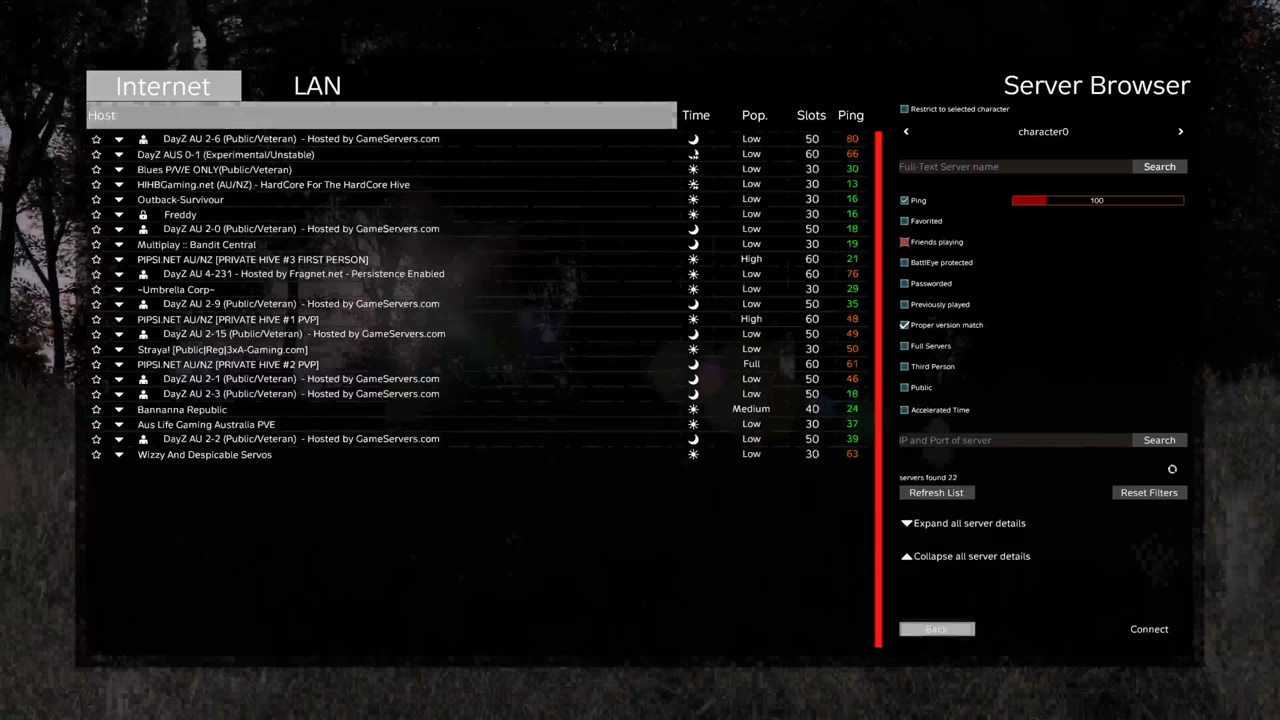 Internet LAN Server Browser
Host Time Pop. Slots Ping
DayZ AU 2-6 (Public/Veteran) - Hosted by GameServers.com Low 50 80
DayZ AUS 0-1 (Experimental/Unstable) Low 60 66
Blues P/V/E ONLY(Public/Veteran) Low 30 30
HIHBGaming.net (AU/NZ) - HardCore For The HardCore Hive Low 30 13
Outback-Survivour Low 30 16
Freddy Low 30 16
DayZ AU 2-0 (Public/Veteran) - Hosted by GameServers.com Low 50 18
Multiplay :: Bandit Central Low 30 19
PIPSI.NET AU/NZ [PRIVATE HIVE #3 FIRST PERSON] High 60 21
DayZ AU 4-231 - Hosted by Fragnet.net - Persistence Enabled Low 60 76
~Umbrella Corp~ Low 30 29
DayZ AU 2-9 (Public/Veteran) - Hosted by GameServers.com Low 50 35
PIPSI.NET AU/NZ [PRIVATE HIVE #1 PVP] High 60 48
DayZ AU 2-15 (Public/Veteran) - Hosted by GameServers.com Low 50 49
Straya! [Public|Reg|3xA-Gaming.com] Low 30 50
PIPSI.NET AU/NZ [PRIVATE HIVE #2 PVP] Full 60 61
DayZ AU 2-1 (Public/Veteran) - Hosted by GameServers.com Low 50 46
DayZ AU 2-3 (Public/Veteran) - Hosted by GameServers.com Low 50 18
Bannanna Republic Medium 40 24
Aus Life Gaming Australia PVE Low 30 37
DayZ AU 2-2 (Public/Veteran) - Hosted by GameServers.com Low 50 39
Wizzy And Despicable Servos Low 30 63
Restrict to selected character
character0
Full-Text Server name Search
Ping 100
Favorited
Friends playing
BattlEye protected
Passworded
Previously played
Proper version match
Full Servers
Third Person
Public
Accelerated Time
IP and Port of server Search
servers found 22
Refresh List Reset Filters
Expand all server details
Collapse all server details
Back Connect